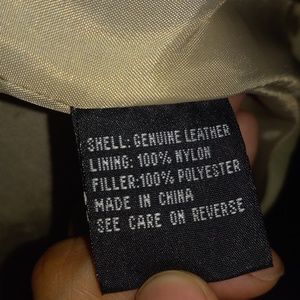 SHELL: GENUINE LEATHER
LINING: 100% NYLON
FILLER:100% POLYESTER
MADE IN CHINA
SEE CARE ON REVERSE